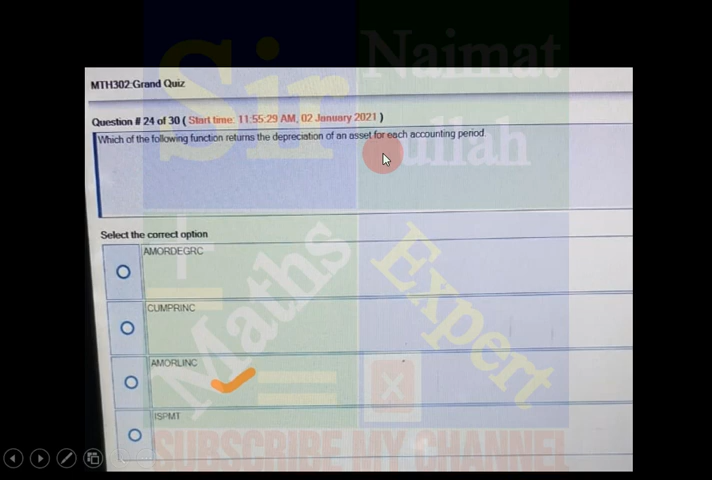 Sir
Naimat
ullah
MTH302:Grand Quiz
Question # 24 of 30 ( Start time: 11:55:29 AM, 02 January 2021 )
Which of the following function returns the depreciation of an asset for each accounting period.
Select the correct option
AMORDEGRC
CUMPRINC
AMORLINC
ISPMT
Maths
Expert
SUBSCRIBE MY CHANNEL